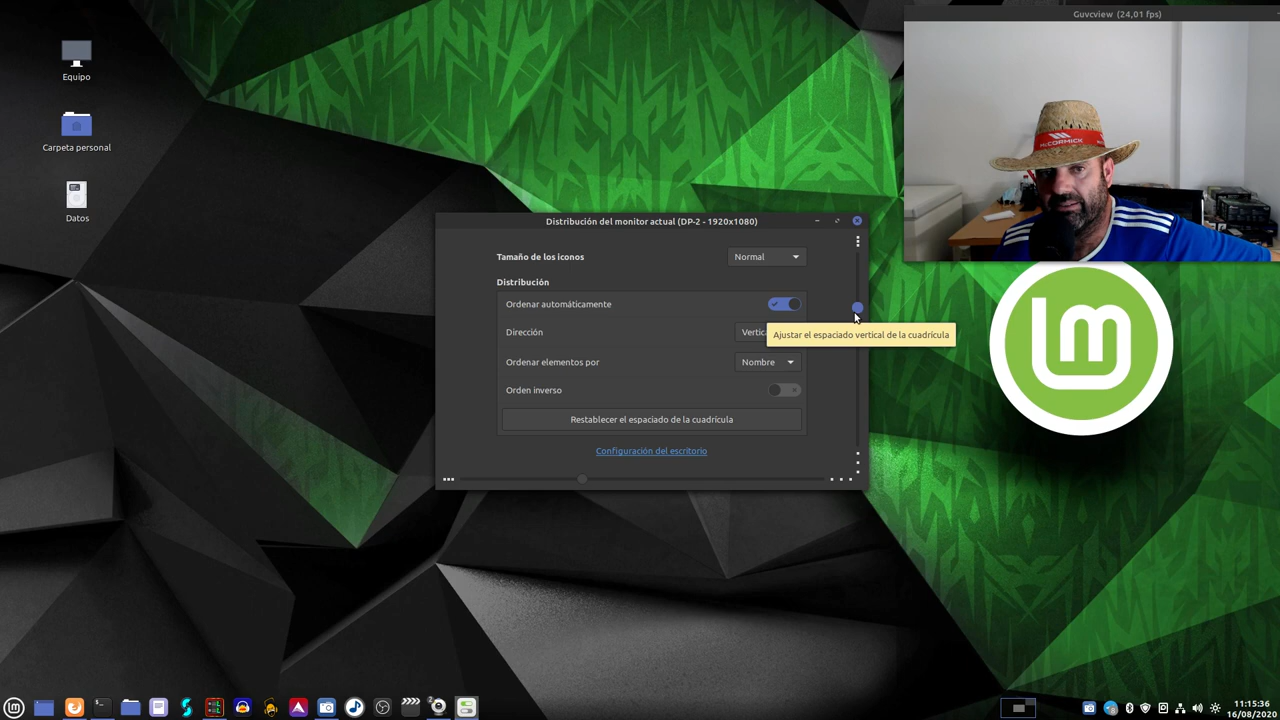 Guvcview (24,01 fps)
Equipo
Carpeta personal
Datos
McCORMICK
Distribución del monitor actual (DP-2 - 1920x1080)
Tamaño de los iconos
Normal
Distribución
Ordenar automáticamente
Dirección
Ajustar el espaciado vertical de la cuadrícula
Ordenar elementos por
Nombre
Orden inverso
Restablecer el espaciado de la cuadrícula
Configuración del escritorio
11:15:36
16/08/2020